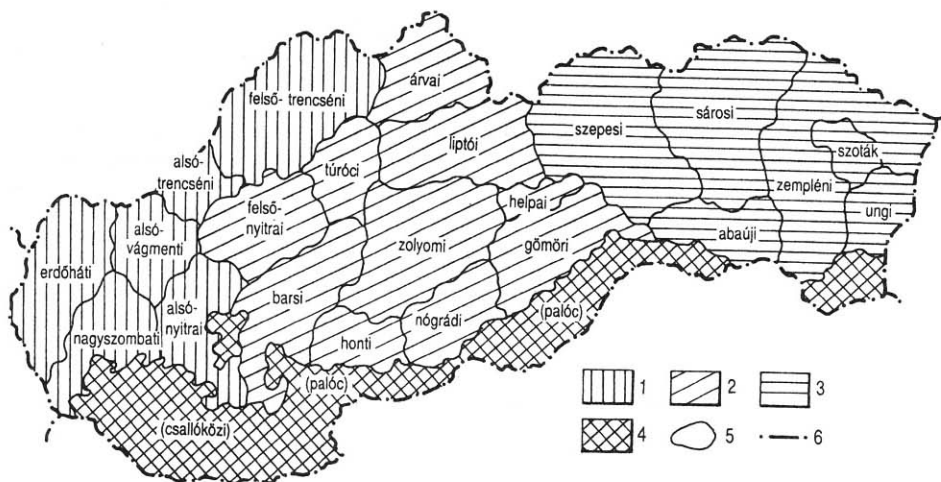 árvai
felső- trencséni
sárosi
szepesi
liptói
szoták
alsó-
trencséni
túróci
zempléni
helpai
ungi
felső-
nyitrai
alsó-
vágmenti
zolyomi
gömöri
abaúji
erdőháti
barsi
alsó-
nyitrai
nógrádi
(palóc)
nagyszombati
honti
(palóc)
(csallóközi)
1
2
3
4
5
6